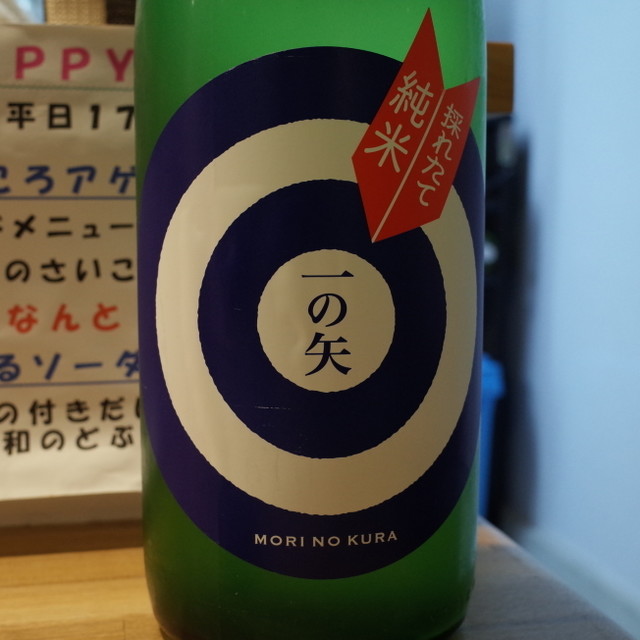 PPY
平日17
ころアゲ
メニュー
のさいこ
なんと
るソーダ
の付きだし
和のとぶ
採れたて
純米
一の矢
MORI NO KURA